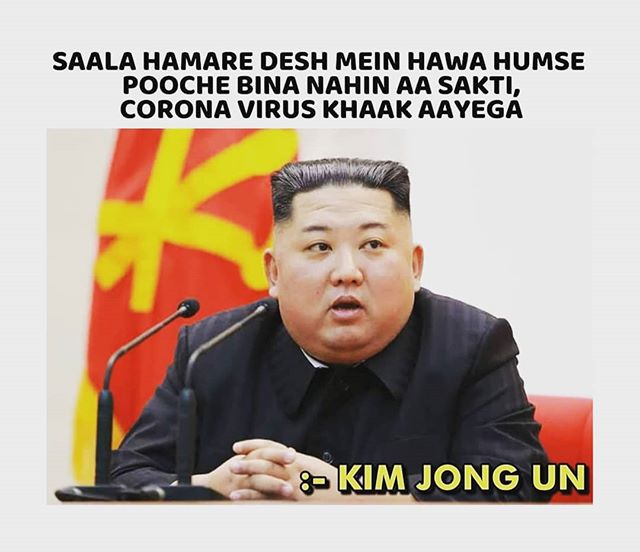 SAALA HAMARE DESH MEIN HAWA HUMSE
POOCHE BINA NAHIN AA SAKTI,
CORONA VIRUS KHAAK AAYEGA
:- KIM JONG UN